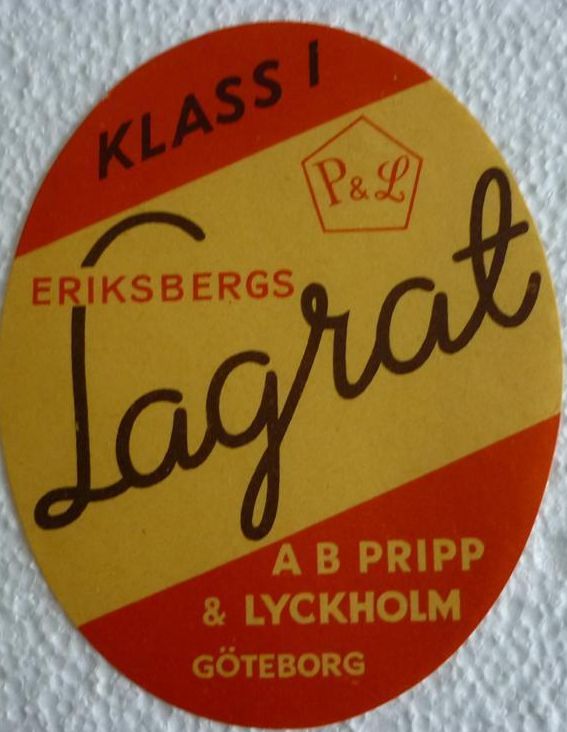 KLASS I
P & L
ERIKSBERGS
Lagrat
A B PRIPP
& LYCKHOLM
GÖTEBORG